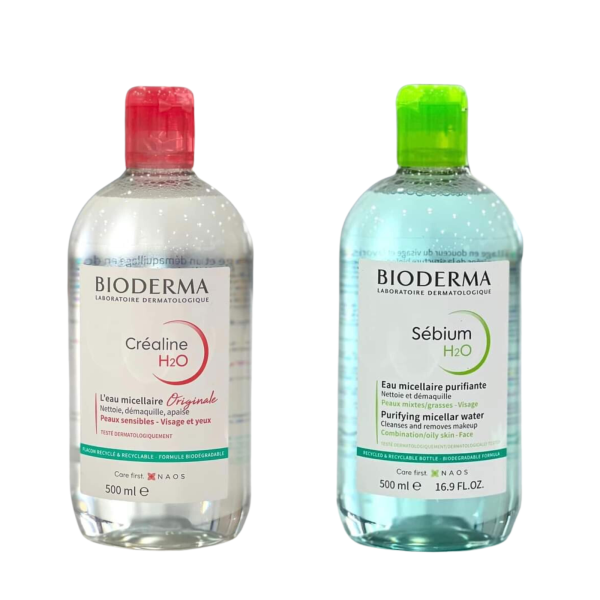 BIODERMA
LABORATOIRE DERMATOLOGIQUE
Créaline
H2O
L'eau micellaire Originale
Nettoie, démaquille, apaise
Peaux sensibles - Visage et yeux
TESTÉ DERMATOLOGIQUEMENT
FLACON RECYCLÉ & RECYCLABLE - FORMULE BIODÉGRADABLE
Care first. NAOS
500 ml ℮
BIODERMA
LABORATOIRE DERMATOLOGIQUE
Sébium
H2O
Eau micellaire purifiante
Nettoie et démaquille
Peaux mixtes/grasses - Visage
Purifying micellar water
Cleanses and removes makeup
Combination/oily skin - Face
RECYCLED & RECYCLABLE BOTTLE - BIODEGRADABLE FORMULA
Care first. NAOS
500 ml ℮ 16.9 FL.OZ.